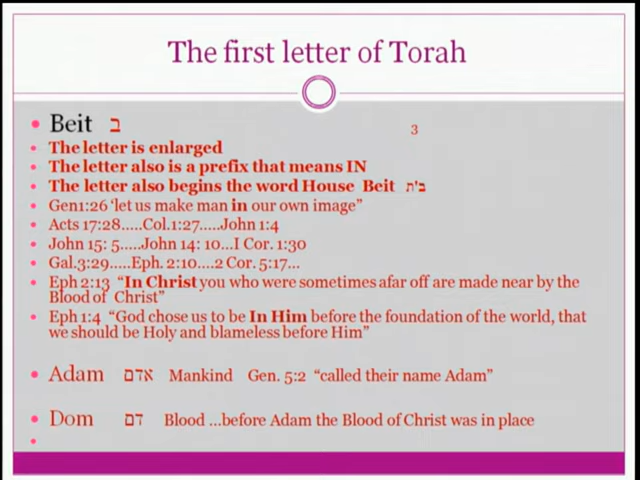 The first letter of Torah
• Beit ב
3
• The letter is enlarged
• The letter also is a prefix that means IN
• The letter also begins the word House Beit ב'ת
• Gen1:26 ‘let us make man in our own image”
• Acts 17:28.....Col.1:27.....John 1:4
• John 15: 5.....John 14: 10...I Cor. 1:30
• Gal.3:29.....Eph. 2:10....2 Cor. 5:17...
• Eph 2:13 “In Christ you who were sometimes afar off are made near by the
Blood of Christ”
• Eph 1:4 “God chose us to be In Him before the foundation of the world, that
we should be Holy and blameless before Him”
• Adam אדם Mankind Gen. 5:2 “called their name Adam”
• Dom דם Blood ...before Adam the Blood of Christ was in place
•